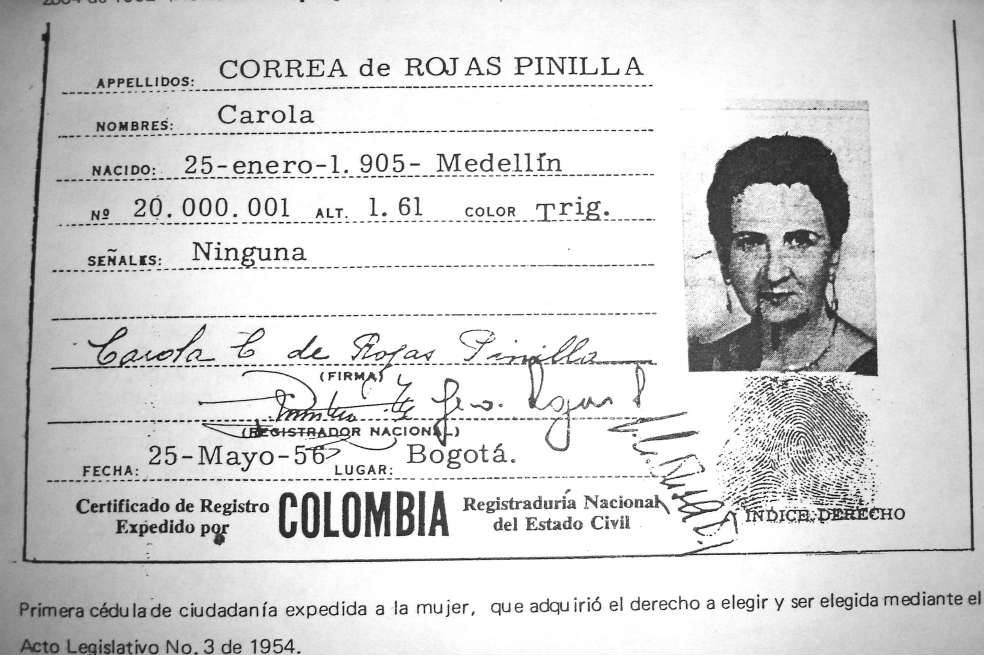 APPELLIDOS: CORREA de ROJAS PINILLA
NOMBRES: Carola
NACIDO: 25-enero-1.905- Medellín
Nº 20.000.001 ALT. 1.61 COLOR Trig.
SEÑALES: Ninguna
Carola C de Rojas Pinilla
(FIRMA)
(REGISTRADOR NACIONAL)
FECHA: 25-Mayo-56 LUGAR: Bogotá.
Certificado de Registro
Expedido por
COLOMBIA
Registraduría Nacional
del Estado Civil
INDICE DERECHO
Primera cédula de ciudadanía expedida a la mujer, que adquirió el derecho a elegir y ser elegida mediante el
Acto Legislativo No. 3 de 1954.